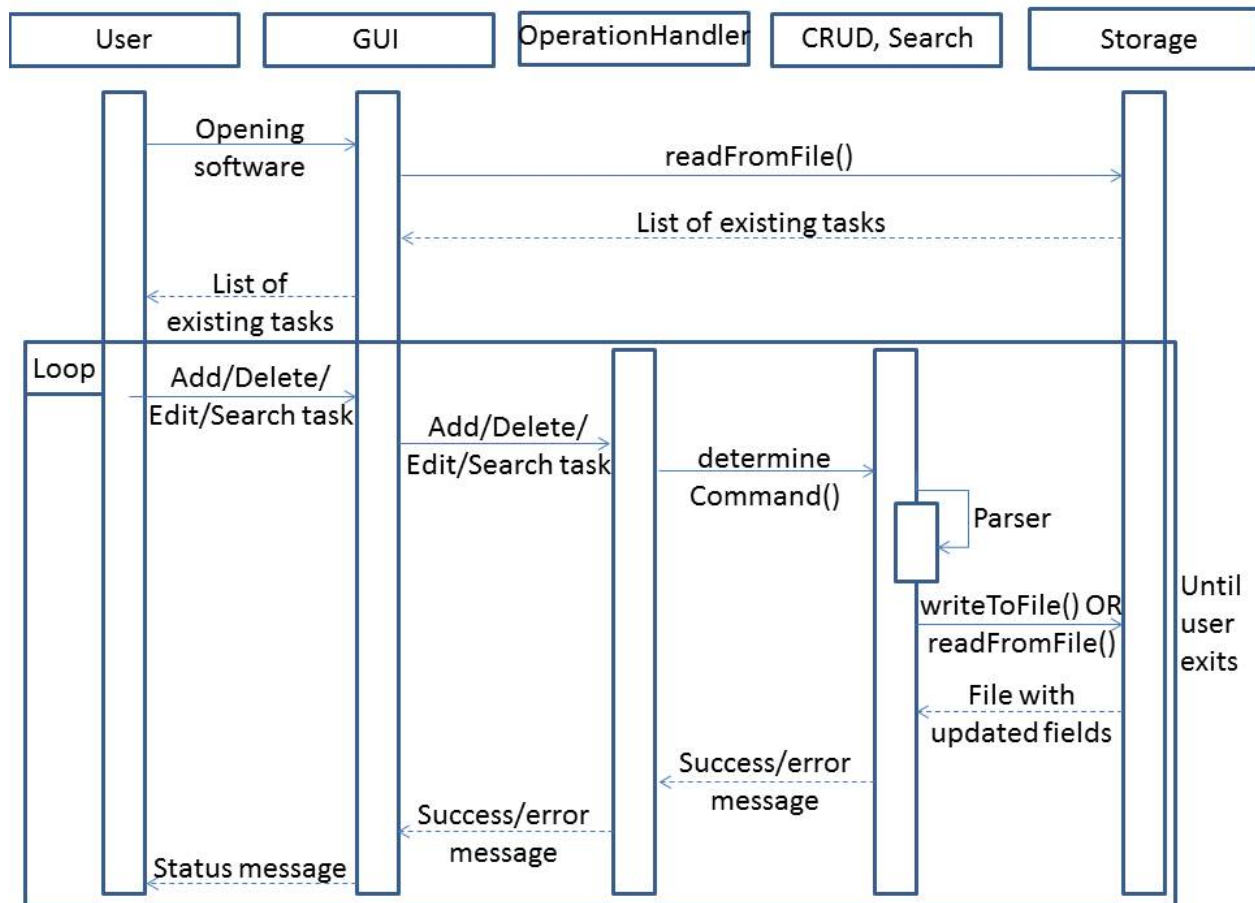 User
GUI
OperationHandler
CRUD, Search
Storage
Opening
software
readFromFile()
List of existing tasks
List of
existing tasks
Loop
Add/Delete/
Edit/Search task
Add/Delete/
Edit/Search task
determine
Command()
Parser
writeToFile() OR
readFromFile()
Until
user
exits
File with
updated fields
Success/error
message
Success/error
message
Status message